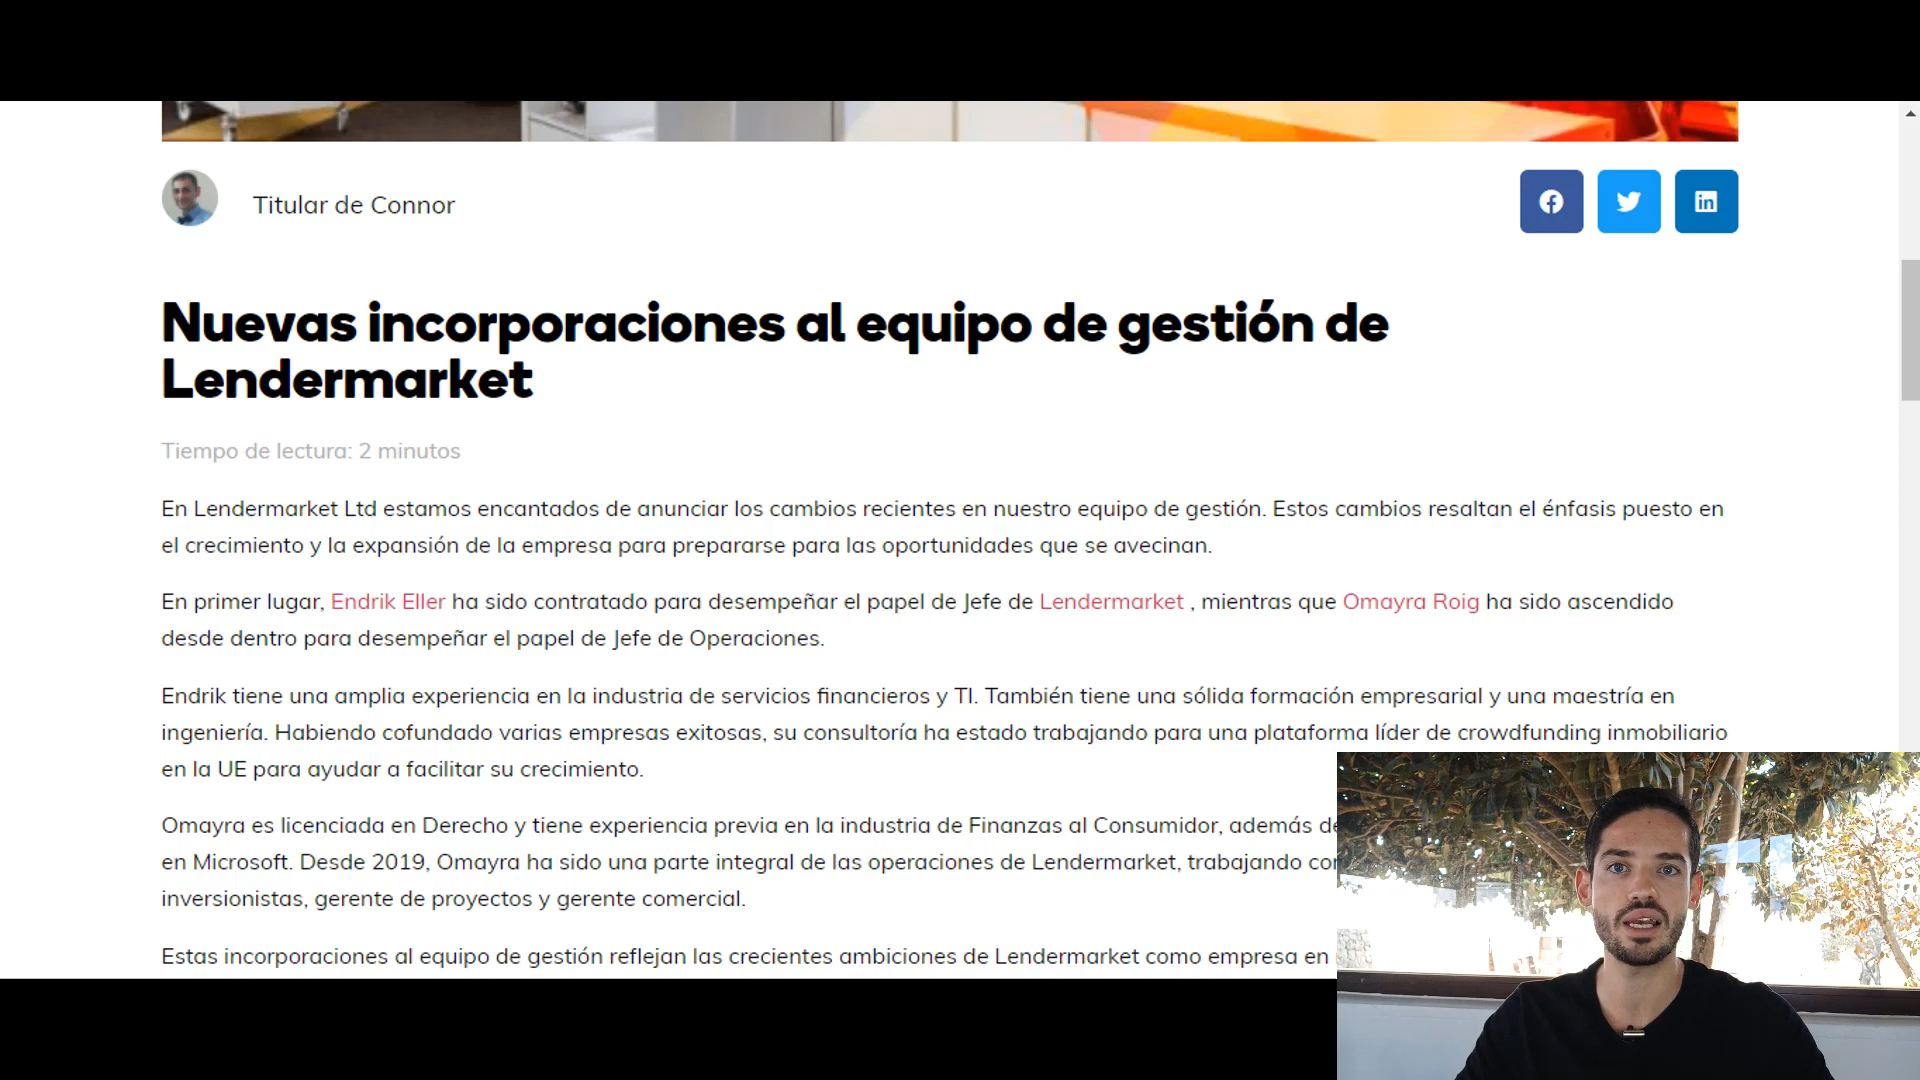 Titular de Connor
Nuevas incorporaciones al equipo de gestión de
Lendermarket
Tiempo de lectura: 2 minutos
En Lendermarket Ltd estamos encantados de anunciar los cambios recientes en nuestro equipo de gestión. Estos cambios resaltan el énfasis puesto en
el crecimiento y la expansión de la empresa para prepararse para las oportunidades que se avecinan.
En primer lugar, Endrik Eller ha sido contratado para desempeñar el papel de Jefe de Lendermarket , mientras que Omayra Roig ha sido ascendido
desde dentro para desempeñar el papel de Jefe de Operaciones.
Endrik tiene una amplia experiencia en la industria de servicios financieros y TI. También tiene una sólida formación empresarial y una maestría en
ingeniería. Habiendo cofundado varias empresas exitosas, su consultoría ha estado trabajando para una plataforma líder de crowdfunding inmobiliario
en la UE para ayudar a facilitar su crecimiento.
Omayra es licenciada en Derecho y tiene experiencia previa en la industria de Finanzas al Consumidor, además
en Microsoft. Desde 2019, Omayra ha sido una parte integral de las operaciones de Lendermarket, trabajando
inversionistas, gerente de proyectos y gerente comercial.
Estas incorporaciones al equipo de gestión reflejan las crecientes ambiciones de Lendermarket como empresa en